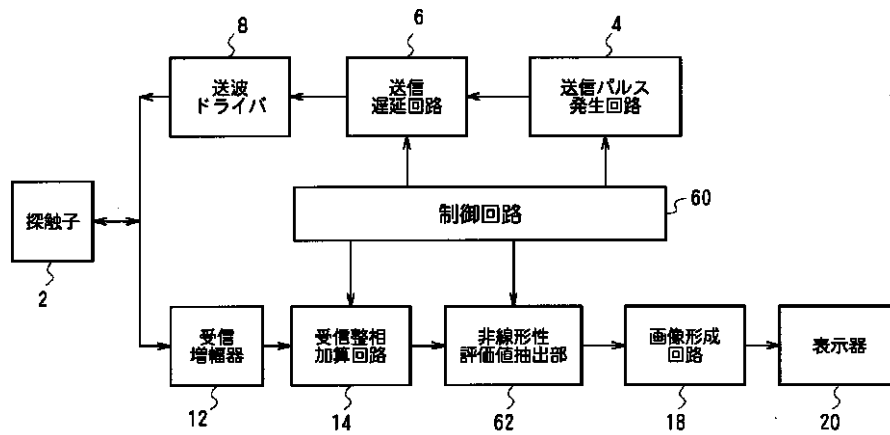 8
6
4
送波
ドライバ
送信
遅延回路
送信パルス
発生回路
制御回路
60
探触子
2
受信
増幅器
受信整相
加算回路
非線形性
評価値抽出部
画像形成
回路
表示器
12
14
62
18
20